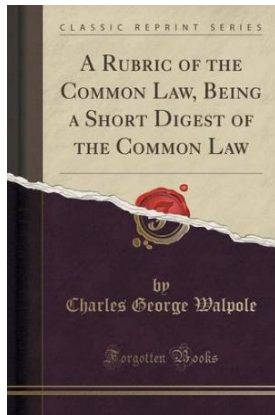 CLASSIC REPRINT SERIES
A RUBRIC OF THE
COMMON LAW, BEING
A SHORT DIGEST OF
THE COMMON LAW
by
Charles George Walpole
Forgotten Books